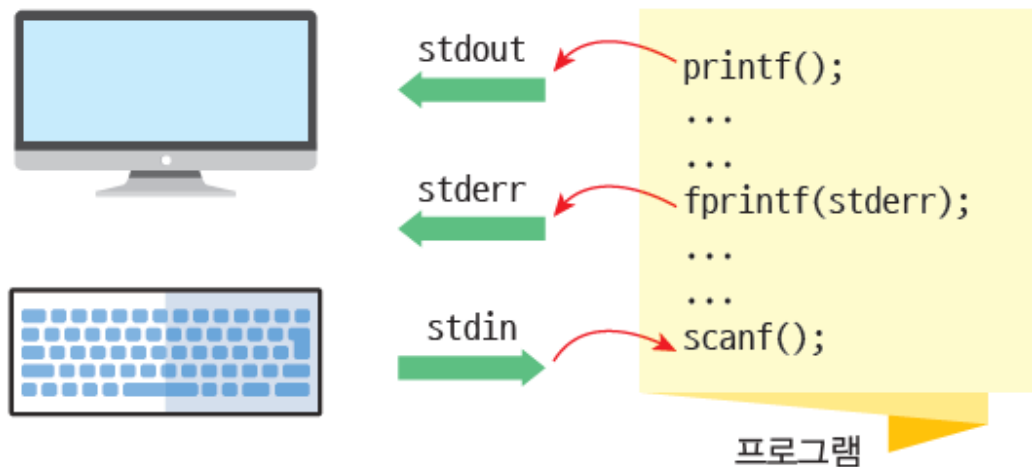 stdout
printf();
...
...
stderr
fprintf(stderr);
...
...
stdin
scanf();
프로그램